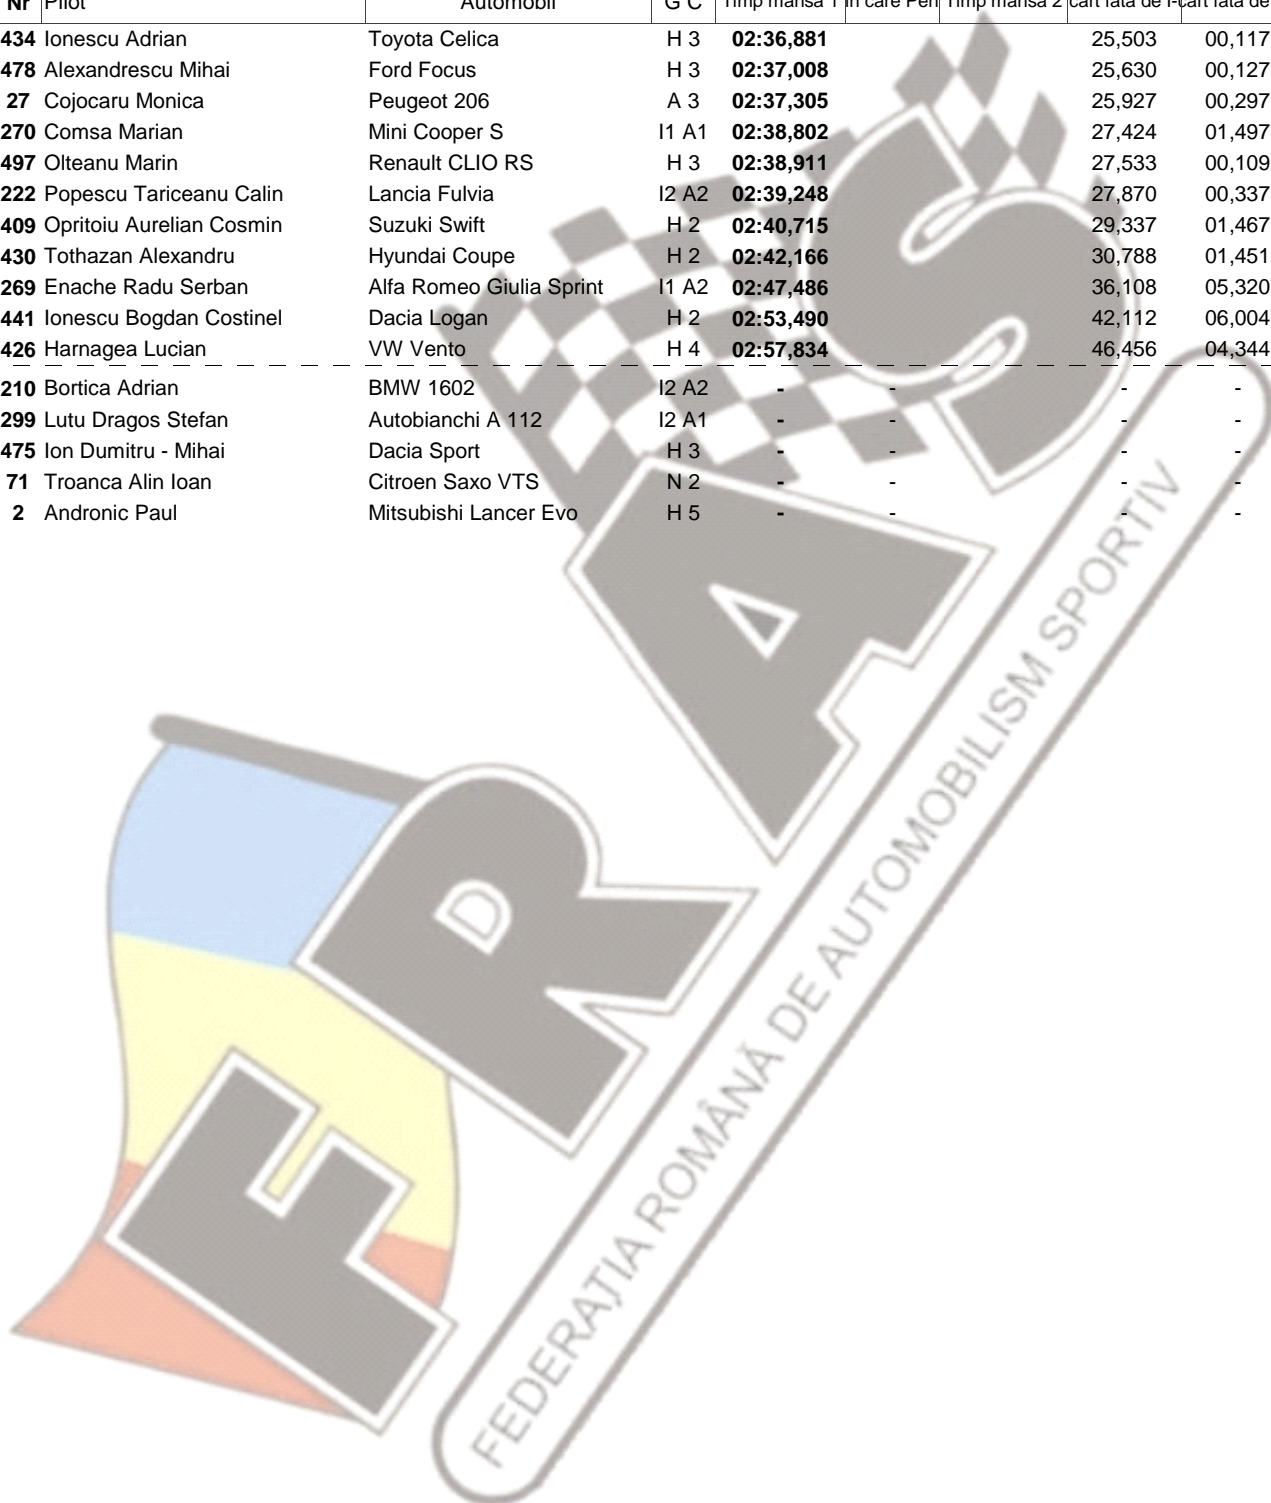 Nr Pilot Automobil G C Timp mansa 1 in care Pen Timp mansa 2 cart fata de l-cart fata de
434 Ionescu Adrian Toyota Celica H 3 02:36,881 25,503 00,117
478 Alexandrescu Mihai Ford Focus H 3 02:37,008 25,630 00,127
27 Cojocaru Monica Peugeot 206 A 3 02:37,305 25,927 00,297
270 Comsa Marian Mini Cooper S I1 A1 02:38,802 27,424 01,497
497 Olteanu Marin Renault CLIO RS H 3 02:38,911 27,533 00,109
222 Popescu Tariceanu Calin Lancia Fulvia I2 A2 02:39,248 27,870 00,337
409 Opritoiu Aurelian Cosmin Suzuki Swift H 2 02:40,715 29,337 01,467
430 Tothazan Alexandru Hyundai Coupe H 2 02:42,166 30,788 01,451
269 Enache Radu Serban Alfa Romeo Giulia Sprint I1 A2 02:47,486 36,108 05,320
441 Ionescu Bogdan Costinel Dacia Logan H 2 02:53,490 42,112 06,004
426 Harnagea Lucian VW Vento H 4 02:57,834 46,456 04,344
210 Bortica Adrian BMW 1602 I2 A2 - - - -
299 Lutu Dragos Stefan Autobianchi A 112 I2 A1 - - - -
475 Ion Dumitru - Mihai Dacia Sport H 3 - - - -
71 Troanca Alin Ioan Citroen Saxo VTS N 2 - - - -
2 Andronic Paul Mitsubishi Lancer Evo H 5 - - - -
FRAS
FEDERAȚIA ROMÂNĂ DE AUTOMOBILISM SPORTIV